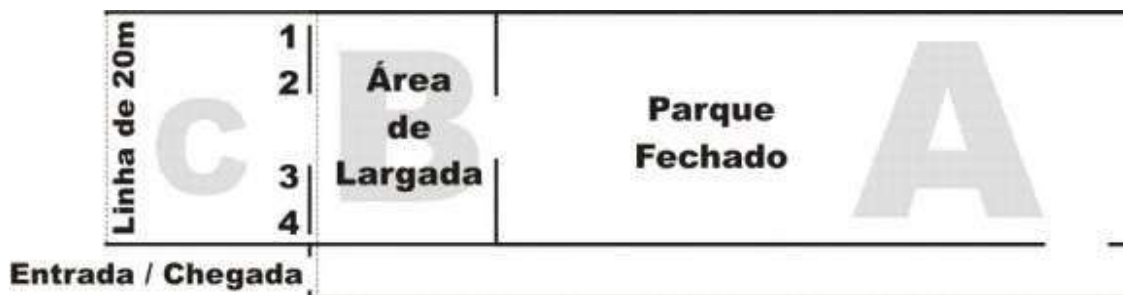 Linha de 20m
C
1
2
3
4
B
Área
de
Largada
Parque
Fechado
A
Entrada / Chegada